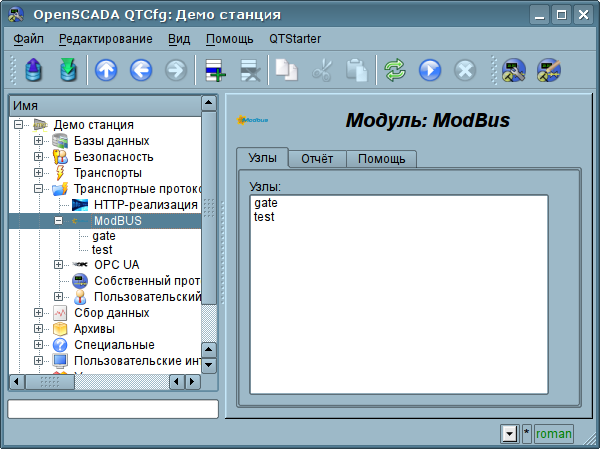 OpenSCADA QTCfg: Демо станция
Файл Редактирование Вид Помощь QTStarter
Имя
Демо станция
Базы данных
Безопасность
Транспорты
Транспортные протоко
HTTP-реализация
ModBUS
gate
test
OPC UA
Собственный прот
Пользовательский
Сбор данных
Архивы
Специальные
Пользовательские инт
Modbus
Модуль: ModBus
Узлы Отчёт Помощь
Узлы:
gate
test
* roman